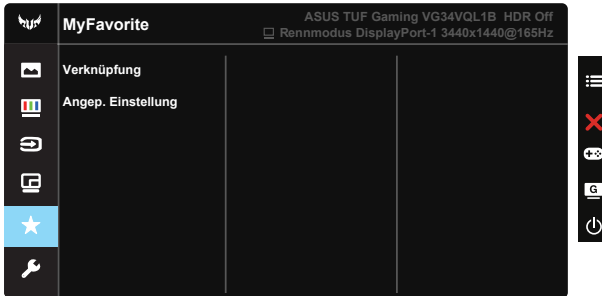 MyFavorite
ASUS TUF Gaming VG34VQL1B HDR Off
Rennmodus DisplayPort-1 3440x1440@165Hz
Verknüpfung
Angep. Einstellung
G